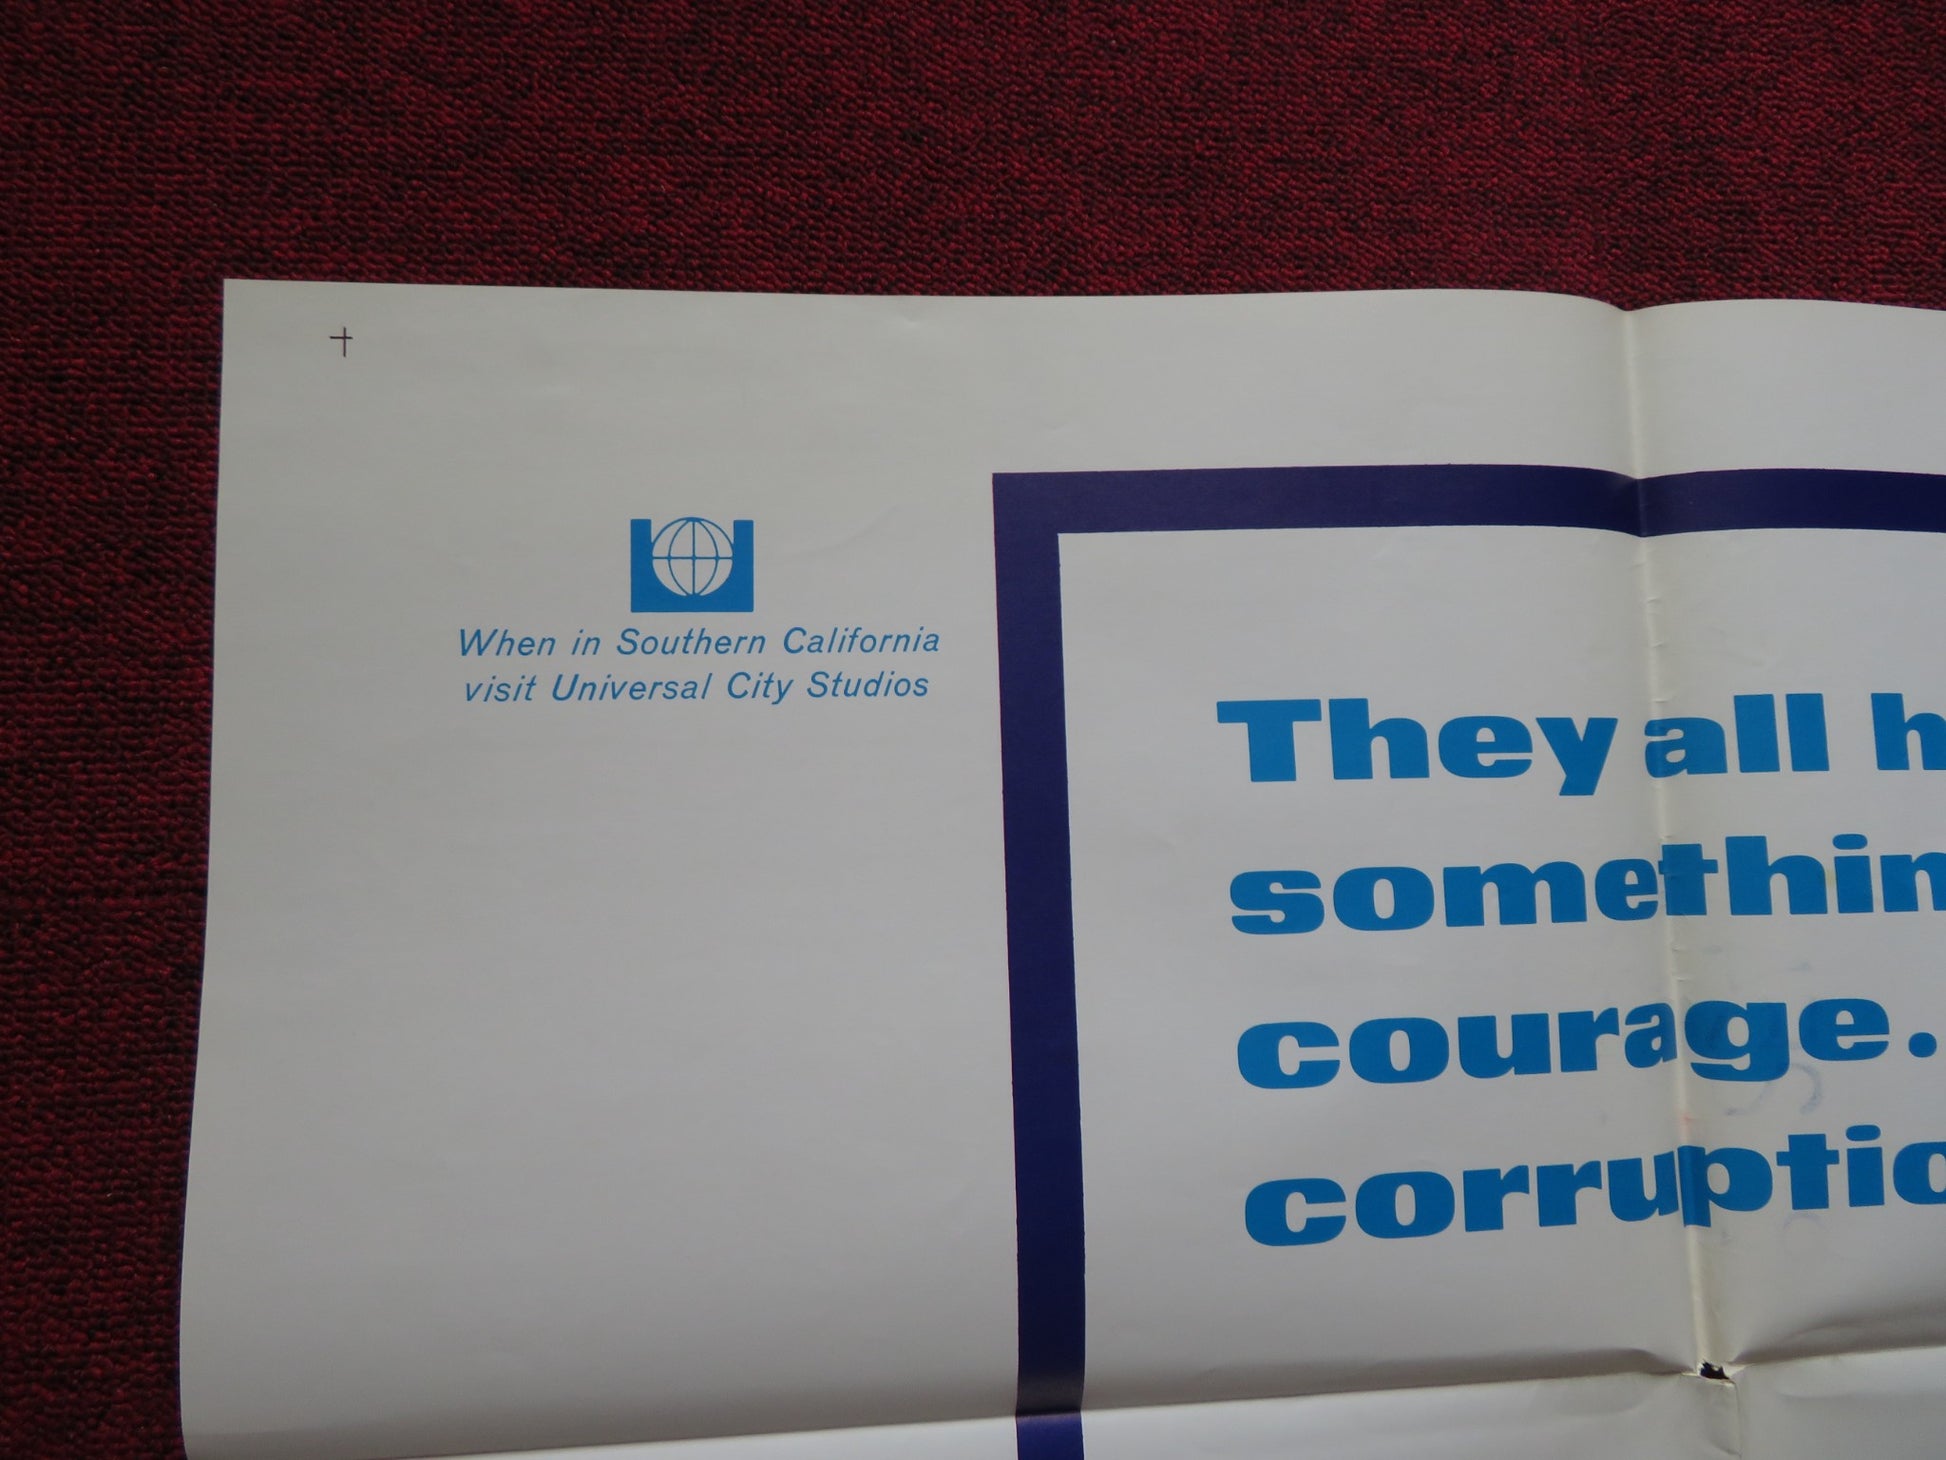 When in Southern California
visit Universal City Studios
They all h
somethin
courage.
corruptio